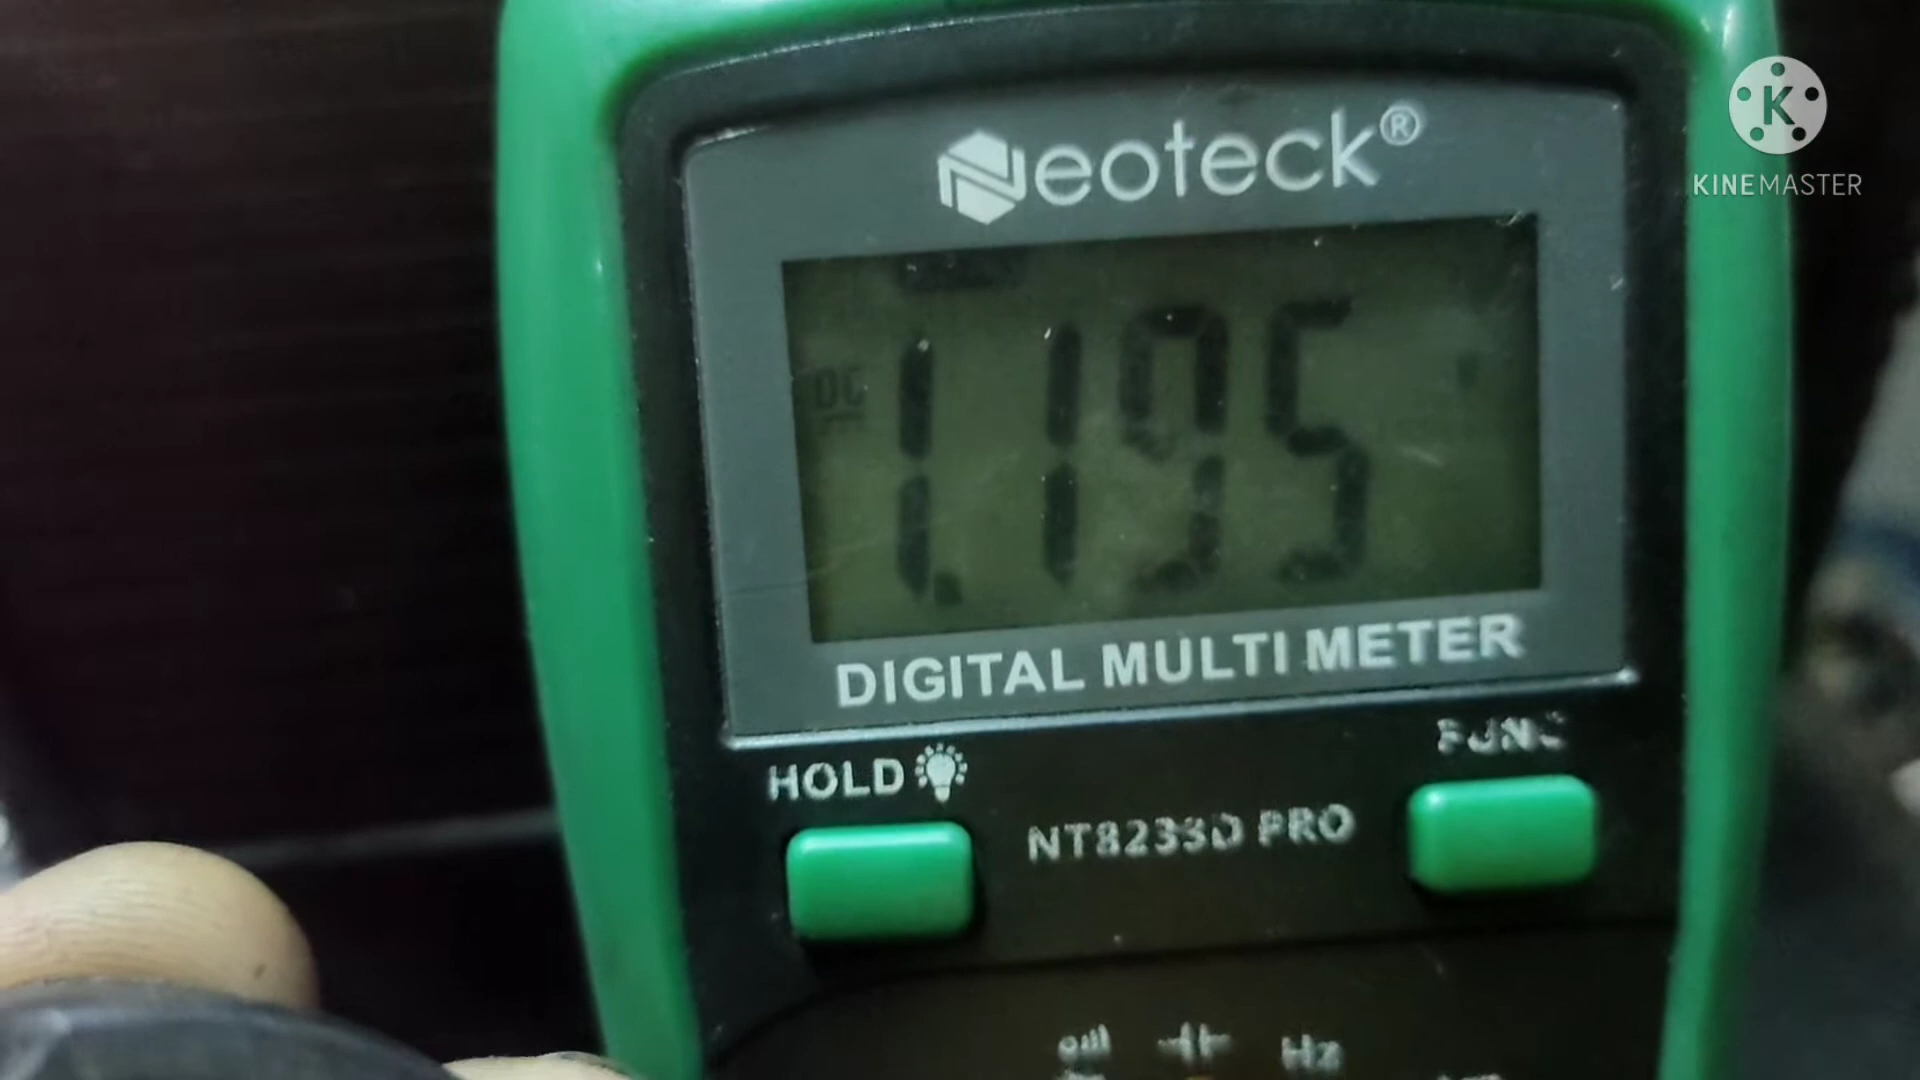 Neoteck®
KINEMASTER
DC 1.195
DIGITAL MULTI METER
HOLD
FUNC
NT8233D PRO
Hz